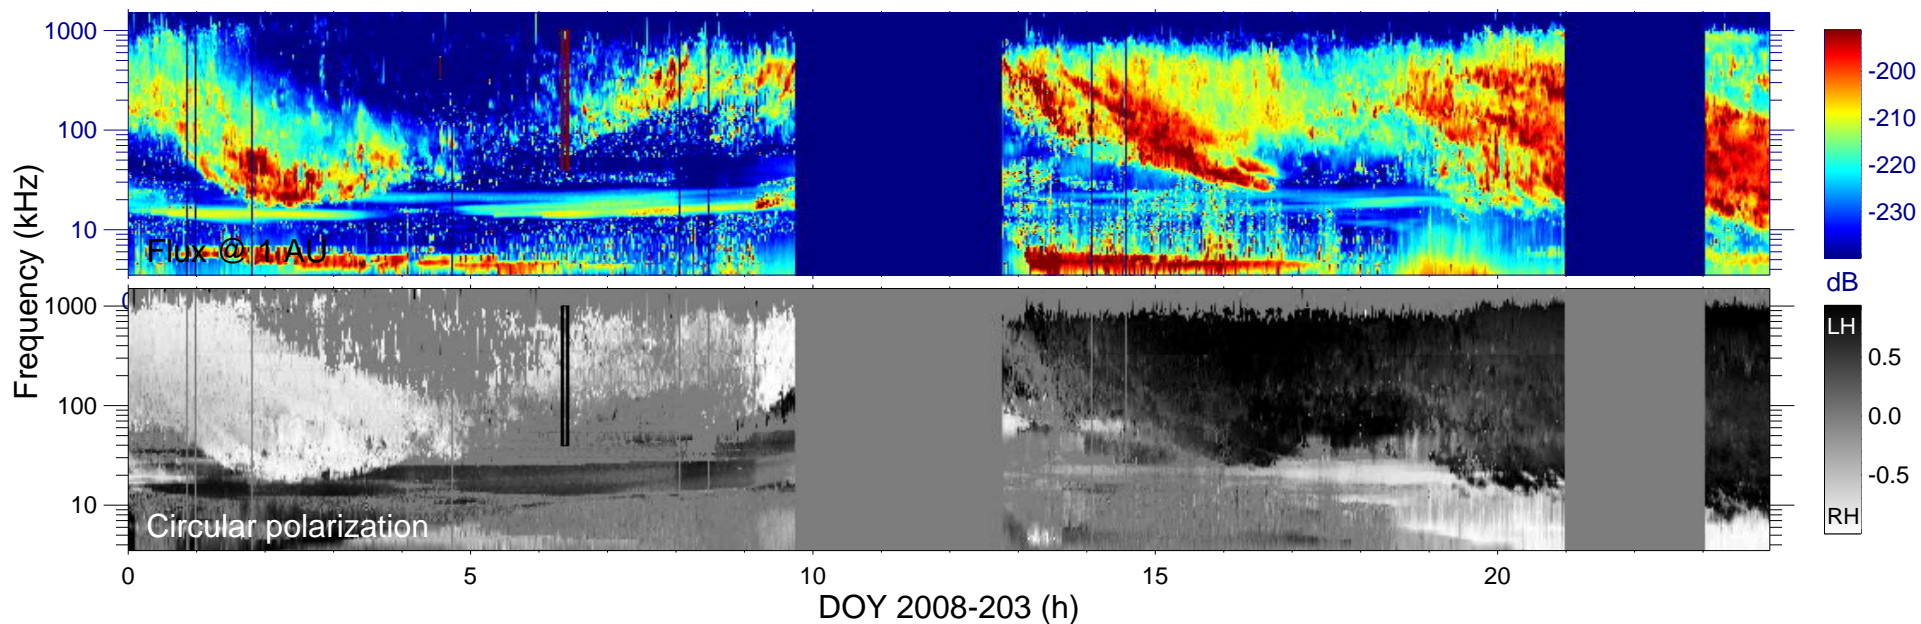 1000
100
10
Flux @ 1 AU
-200
-210
-220
-230
dB
Frequency (kHz)
0
1000
100
10
Circular polarization
LH
0.5
0.0
-0.5
RH
0 5 10 15 20
DOY 2008-203 (h)